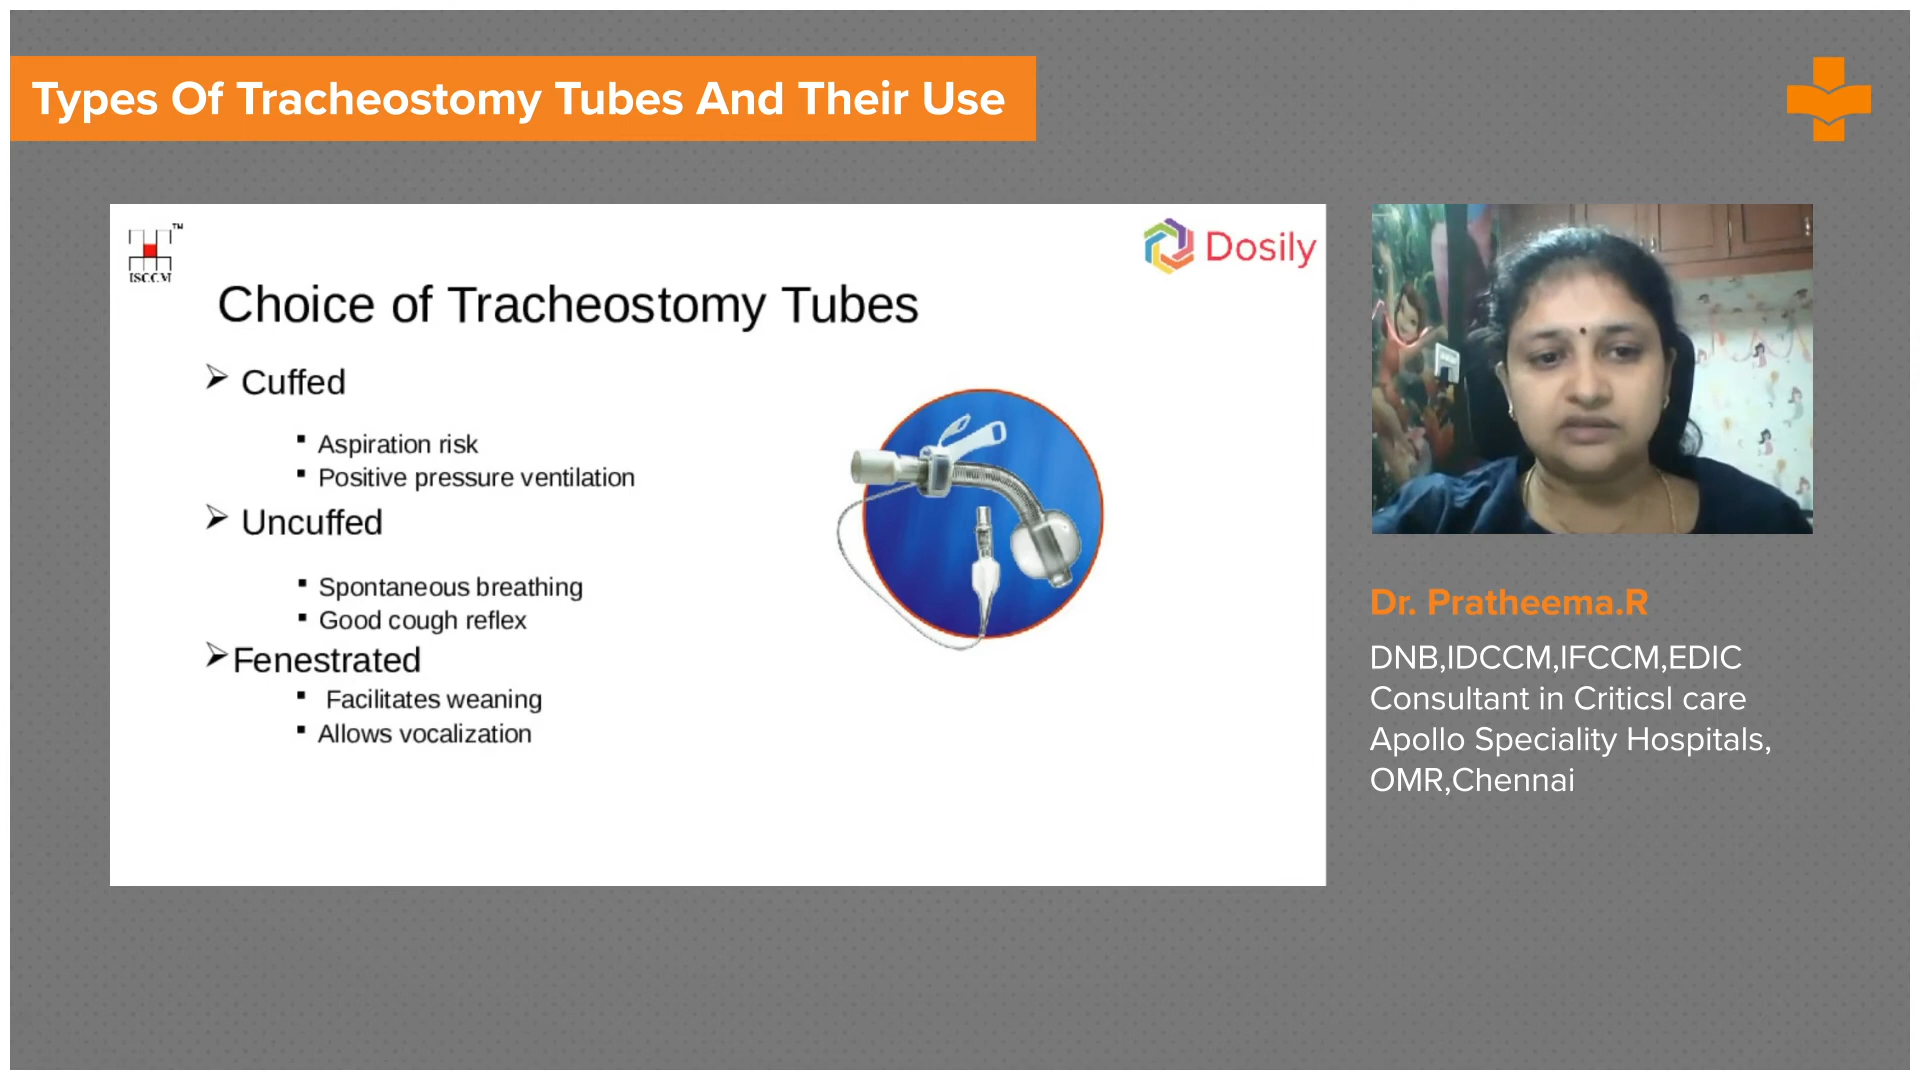 Types Of Tracheostomy Tubes And Their Use
TM
ISCCM
Dosily
Choice of Tracheostomy Tubes
Cuffed
Aspiration risk
Positive pressure ventilation
Uncuffed
Spontaneous breathing
Good cough reflex
Fenestrated
Facilitates weaning
Allows vocalization
Dr. Pratheema.R
DNB,IDCCM,IFCCM,EDIC
Consultant in Criticsl care
Apollo Speciality Hospitals,
OMR,Chennai